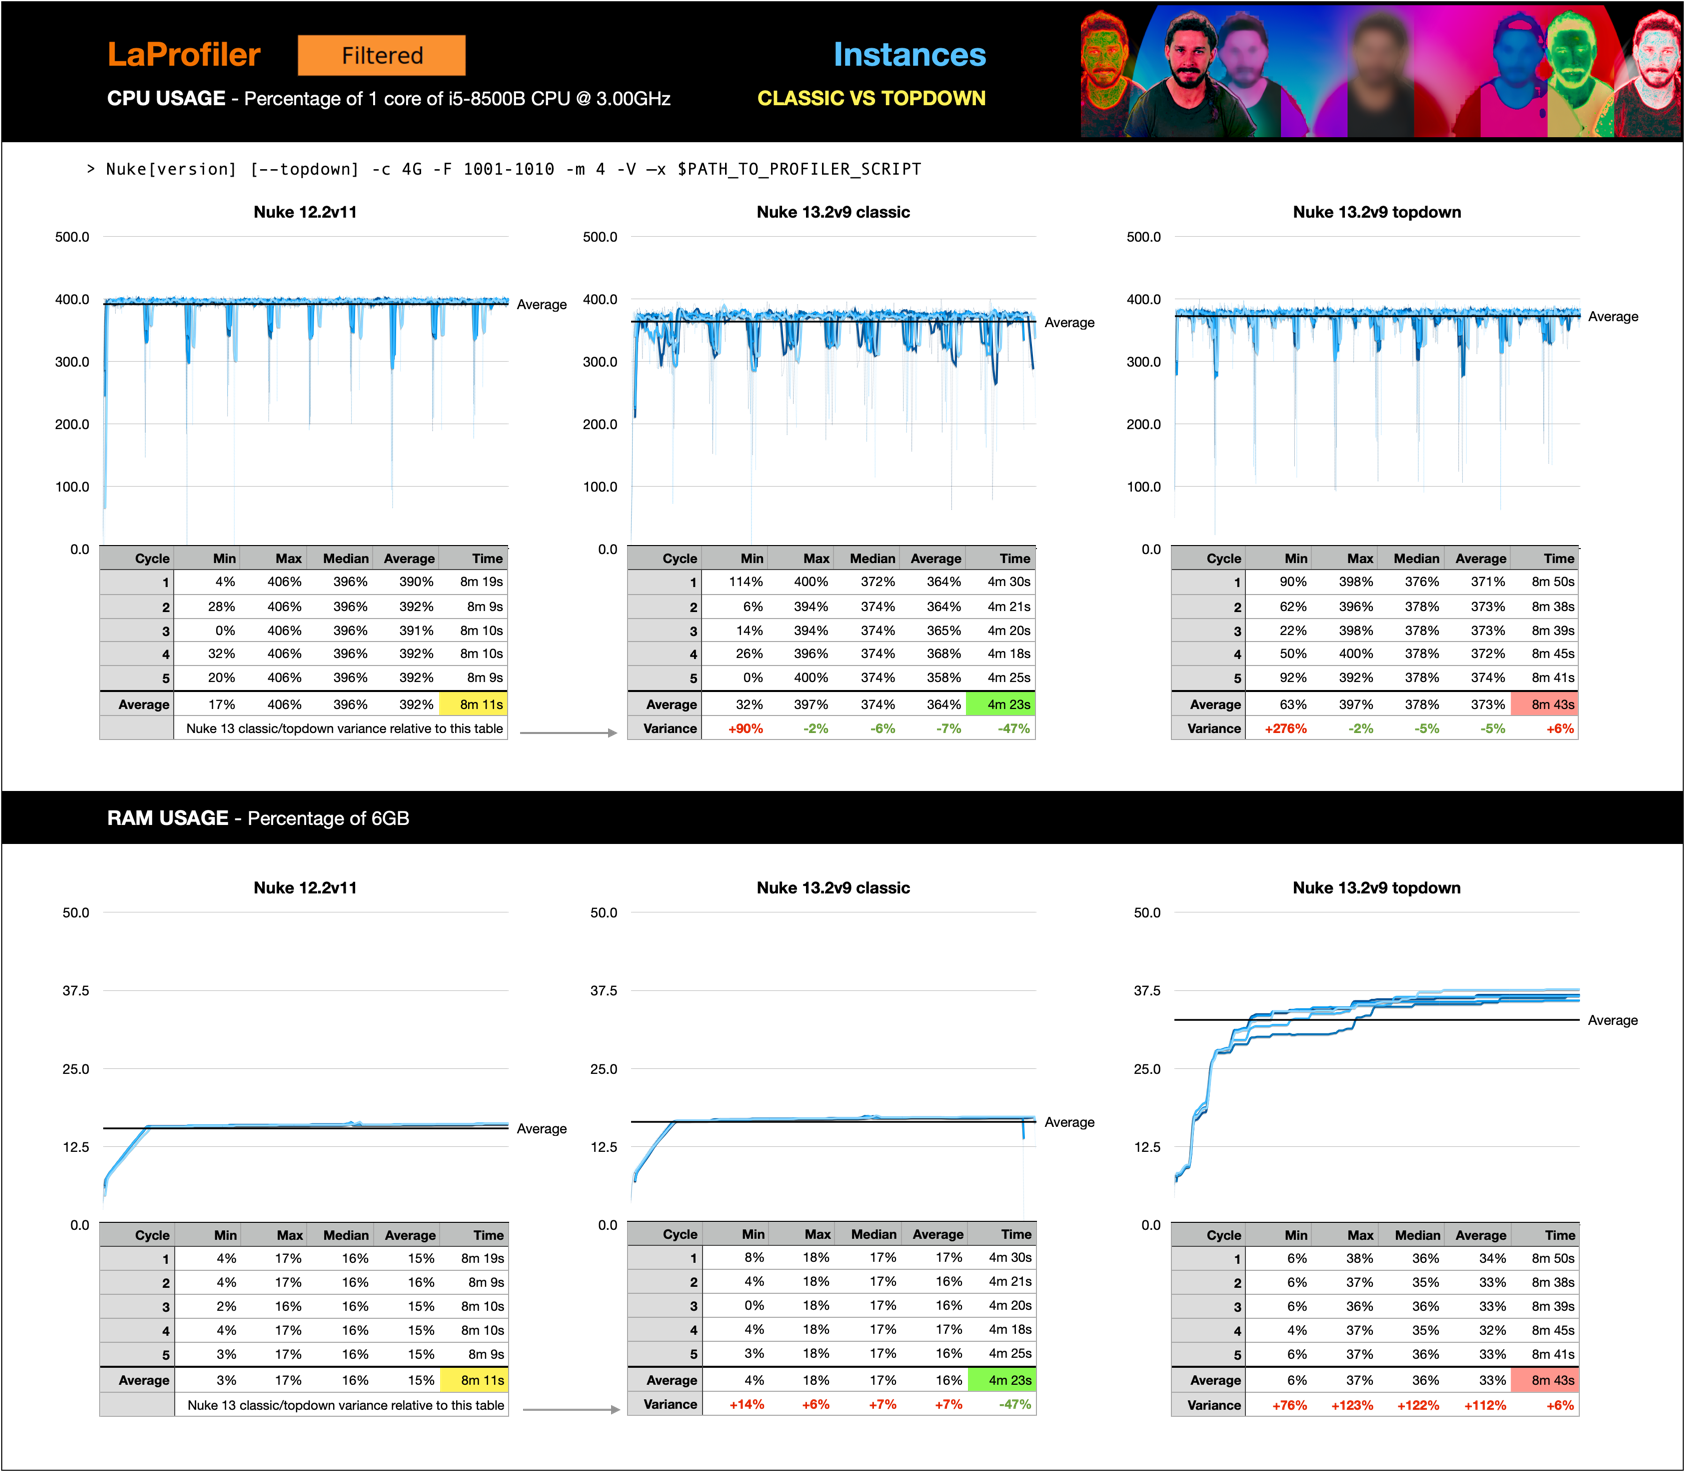 LaProfiler Filtered Instances
CPU USAGE - Percentage of 1 core of i5-8500B CPU @ 3.00GHz CLASSIC VS TOPDOWN
> Nuke[version] [--topdown] -c 4G -F 1001-1010 -m 4 -V –x $PATH_TO_PROFILER_SCRIPT
Nuke 12.2v11
500.0
400.0
300.0
200.0
100.0
0.0
Average
Cycle Min Max Median Average Time
1 4% 406% 396% 390% 8m 19s
2 28% 406% 396% 392% 8m 9s
3 0% 406% 396% 391% 8m 10s
4 32% 406% 396% 392% 8m 10s
5 20% 406% 396% 392% 8m 9s
Average 17% 406% 396% 392% 8m 11s
Nuke 13 classic/topdown variance relative to this table
Nuke 13.2v9 classic
500.0
400.0
300.0
200.0
100.0
0.0
Average
Cycle Min Max Median Average Time
1 114% 400% 372% 364% 4m 30s
2 6% 394% 374% 364% 4m 21s
3 14% 394% 374% 365% 4m 20s
4 26% 396% 374% 368% 4m 18s
5 0% 400% 374% 358% 4m 25s
Average 32% 397% 374% 364% 4m 23s
Variance +90% -2% -6% -7% -47%
Nuke 13.2v9 topdown
500.0
400.0
300.0
200.0
100.0
0.0
Average
Cycle Min Max Median Average Time
1 90% 398% 376% 371% 8m 50s
2 62% 396% 378% 373% 8m 38s
3 22% 398% 378% 373% 8m 39s
4 50% 400% 378% 372% 8m 45s
5 92% 392% 378% 374% 8m 41s
Average 63% 397% 378% 373% 8m 43s
Variance +276% -2% -5% -5% +6%
RAM USAGE - Percentage of 6GB
Nuke 12.2v11
50.0
37.5
25.0
12.5
0.0
Average
Cycle Min Max Median Average Time
1 4% 17% 16% 15% 8m 19s
2 4% 17% 16% 16% 8m 9s
3 2% 16% 16% 15% 8m 10s
4 4% 17% 16% 15% 8m 10s
5 3% 17% 16% 15% 8m 9s
Average 3% 17% 16% 15% 8m 11s
Nuke 13 classic/topdown variance relative to this table
Nuke 13.2v9 classic
50.0
37.5
25.0
12.5
0.0
Average
Cycle Min Max Median Average Time
1 8% 18% 17% 17% 4m 30s
2 4% 18% 17% 16% 4m 21s
3 0% 18% 17% 16% 4m 20s
4 4% 18% 17% 17% 4m 18s
5 3% 18% 17% 16% 4m 25s
Average 4% 18% 17% 16% 4m 23s
Variance +14% +6% +7% +7% -47%
Nuke 13.2v9 topdown
50.0
37.5
25.0
12.5
0.0
Average
Cycle Min Max Median Average Time
1 6% 38% 36% 34% 8m 50s
2 6% 37% 35% 33% 8m 38s
3 6% 36% 36% 33% 8m 39s
4 4% 37% 35% 32% 8m 45s
5 6% 37% 36% 33% 8m 41s
Average 6% 37% 36% 33% 8m 43s
Variance +76% +123% +122% +112% +6%